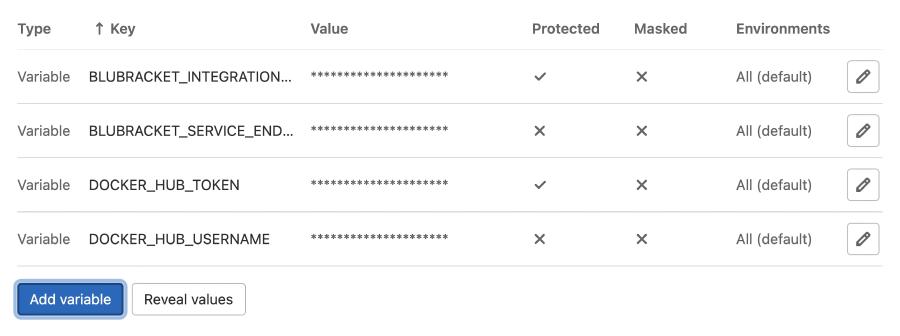 Type ↑ Key Value Protected Masked Environments
Variable BLUBRACKET_INTEGRATION... ********************* ✓ ✕ All (default)
Variable BLUBRACKET_SERVICE_END... ********************* ✕ ✕ All (default)
Variable DOCKER_HUB_TOKEN ********************* ✓ ✕ All (default)
Variable DOCKER_HUB_USERNAME ********************* ✕ ✕ All (default)
Add variable Reveal values